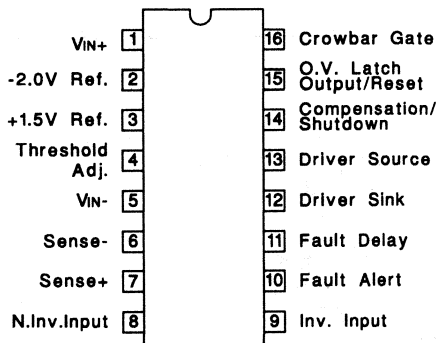 VIN+ 1
-2.0V Ref. 2
+1.5V Ref. 3
Threshold
Adj. 4
VIN- 5
Sense- 6
Sense+ 7
N.Inv.Input 8
16 Crowbar Gate
15 O.V. Latch
Output/Reset
14 Compensation/
Shutdown
13 Driver Source
12 Driver Sink
11 Fault Delay
10 Fault Alert
9 Inv. Input